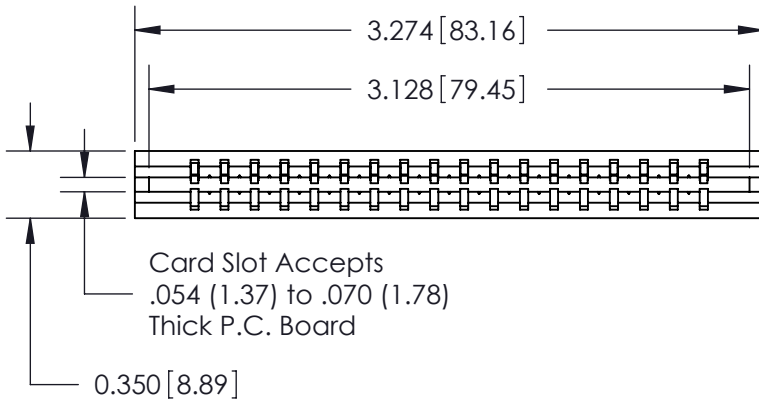 3.274 [83.16]
3.128 [79.45]
Card Slot Accepts
.054 (1.37) to .070 (1.78)
Thick P.C. Board
0.350 [8.89]